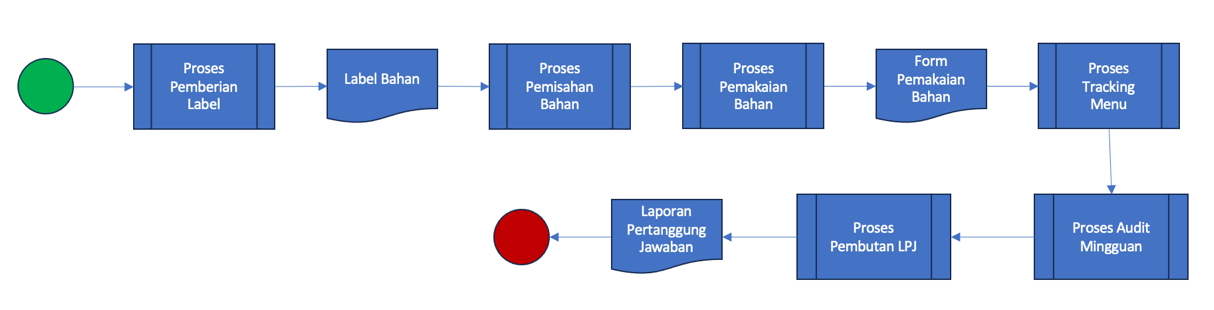 Proses
Pemberian
Label
Label Bahan
Proses
Pemisahan
Bahan
Proses
Pemakaian
Bahan
Form
Pemakaian
Bahan
Proses
Tracking
Menu
Proses Audit
Mingguan
Proses
Pembutan LPJ
Laporan
Pertanggung
Jawaban